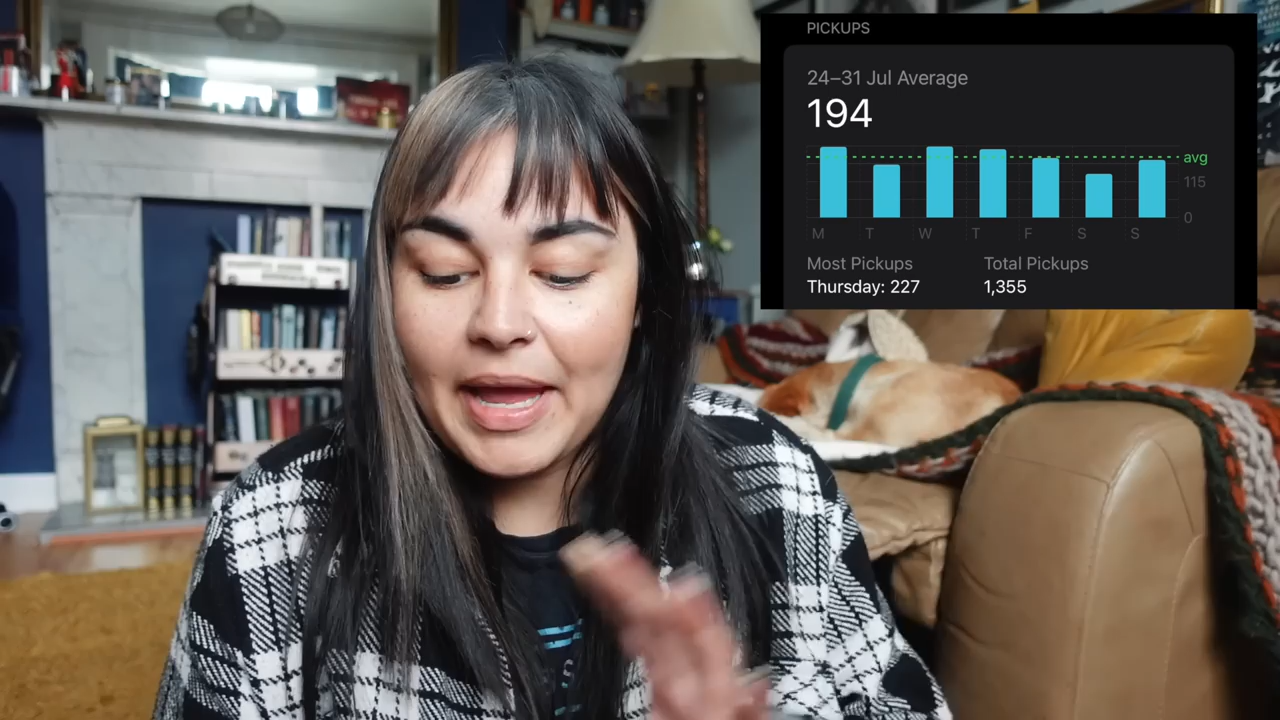 PICKUPS
24–31 Jul Average
194
avg
115
0
M T W T F S S
Most Pickups Total Pickups
Thursday: 227 1,355
S